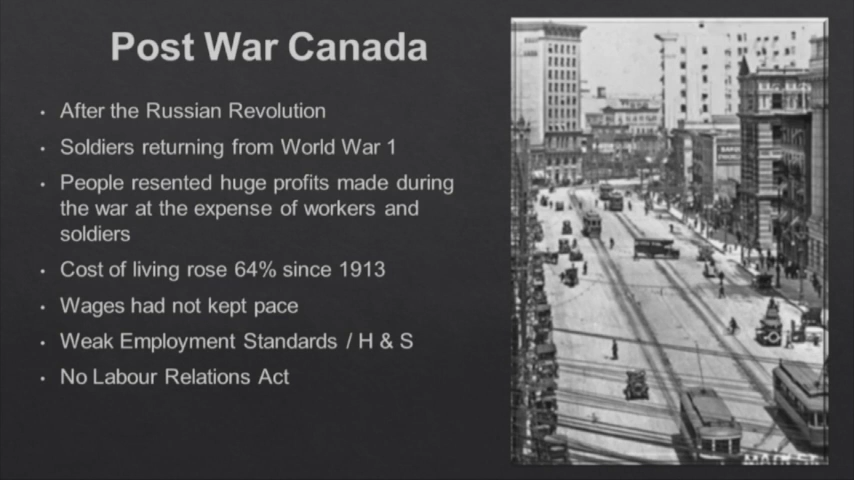 Post War Canada
• After the Russian Revolution
• Soldiers returning from World War 1
• People resented huge profits made during
the war at the expense of workers and
soldiers
• Cost of living rose 64% since 1913
• Wages had not kept pace
• Weak Employment Standards / H & S
• No Labour Relations Act